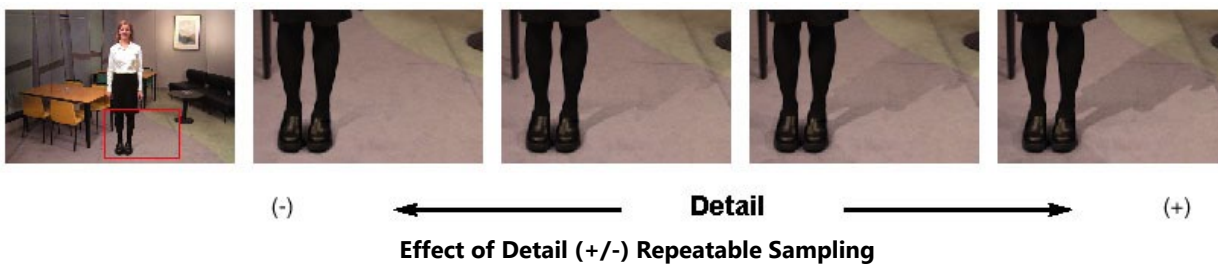 (-) Detail (+)
Effect of Detail (+/-) Repeatable Sampling